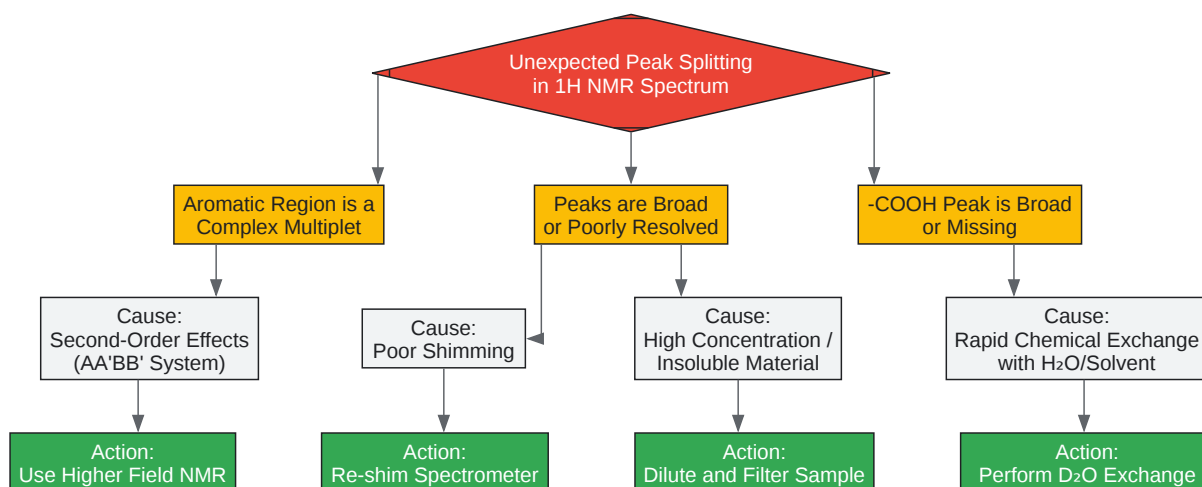 Unexpected Peak Splitting
in 1H NMR Spectrum
Aromatic Region is a
Complex Multiplet
Peaks are Broad
or Poorly Resolved
-COOH Peak is Broad
or Missing
Cause:
Second-Order Effects
(AA'BB' System)
Cause:
Poor Shimming
Cause:
High Concentration /
Insoluble Material
Cause:
Rapid Chemical Exchange
with H₂O/Solvent
Action:
Use Higher Field NMR
Action:
Re-shim Spectrometer
Action:
Dilute and Filter Sample
Action:
Perform D₂O Exchange